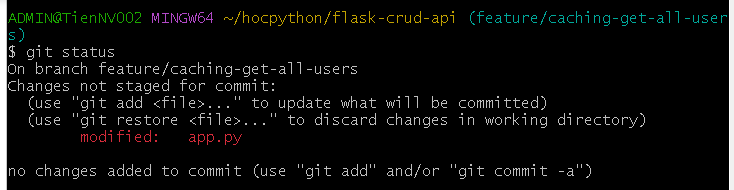 ADMIN@TienNV002 MINGW64 ~/hocpython/flask-crud-api (feature/caching-get-all-user
s)
$ git status
On branch feature/caching-get-all-users
Changes not staged for commit:
  (use "git add <file>..." to update what will be committed)
  (use "git restore <file>..." to discard changes in working directory)
        modified:   app.py
no changes added to commit (use "git add" and/or "git commit -a")